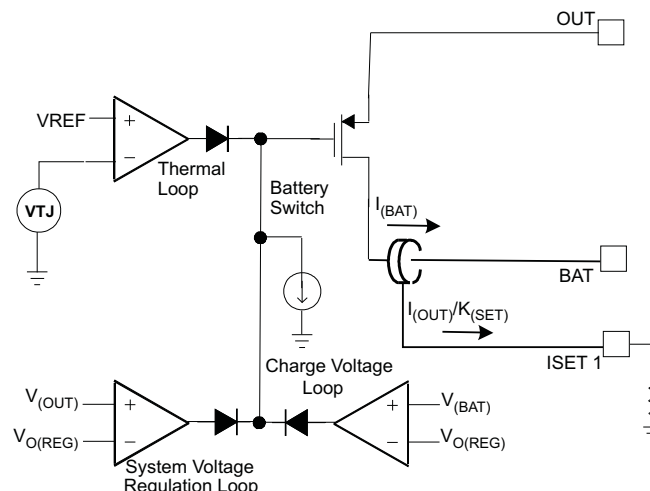 OUT
VREF
+
−
Thermal
Loop
Battery
Switch
VTJ
I(BAT)
BAT
I(OUT)/K(SET)
ISET 1
Charge Voltage
Loop
V(OUT)
+
VO(REG)
−
System Voltage
Regulation Loop
+
V(BAT)
−
VO(REG)